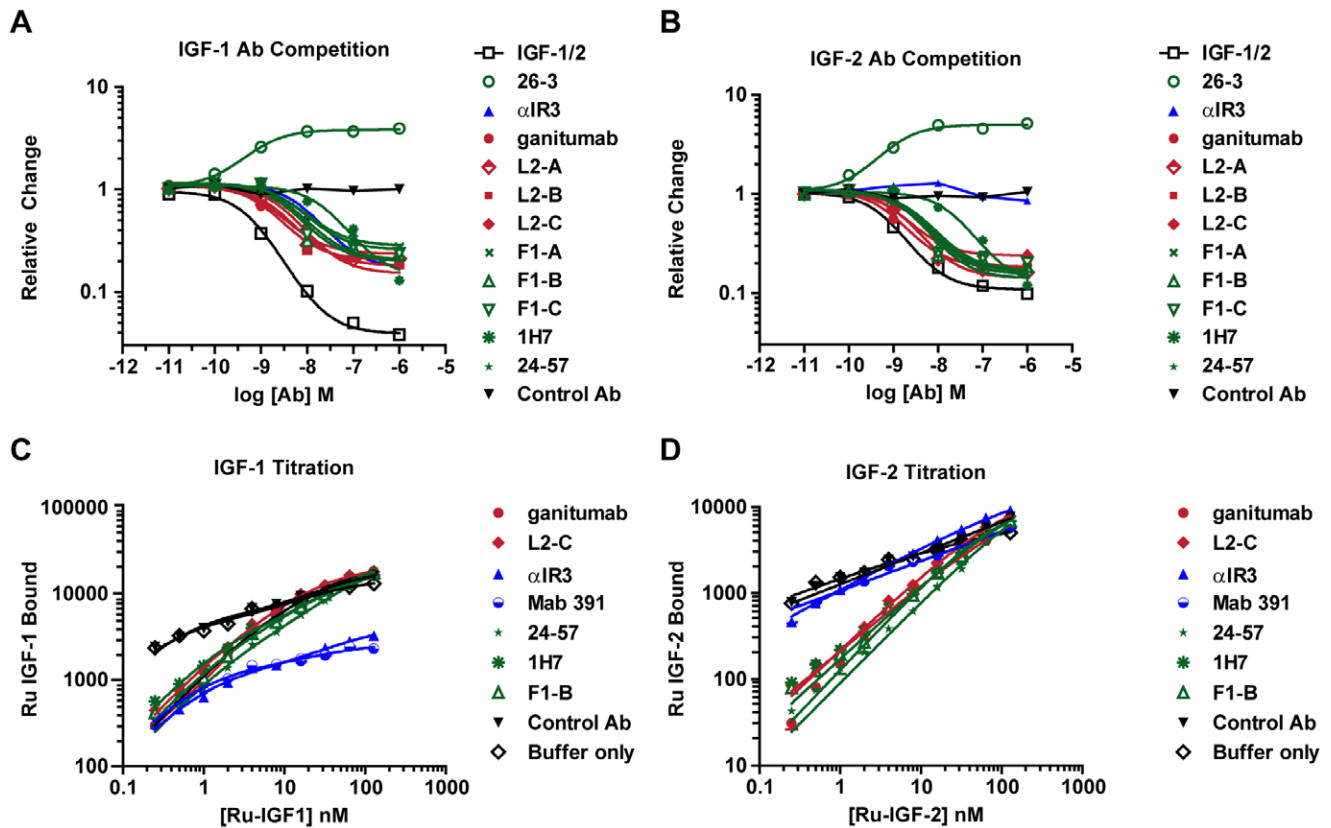 A
IGF-1 Ab Competition
Relative Change
10
1
0.1
-12 -11 -10 -9 -8 -7 -6 -5
log [Ab] M
IGF-1/2
26-3
αIR3
ganitumab
L2-A
L2-B
L2-C
F1-A
F1-B
F1-C
1H7
24-57
Control Ab
B
IGF-2 Ab Competition
Relative Change
10
1
0.1
-12 -11 -10 -9 -8 -7 -6 -5
log [Ab] M
IGF-1/2
26-3
αIR3
ganitumab
L2-A
L2-B
L2-C
F1-A
F1-B
F1-C
1H7
24-57
Control Ab
C
IGF-1 Titration
Ru IGF-1 Bound
100000
10000
1000
100
0.1 1 10 100 1000
[Ru-IGF1] nM
ganitumab
L2-C
αIR3
Mab 391
24-57
1H7
F1-B
Control Ab
Buffer only
D
IGF-2 Titration
Ru IGF-2 Bound
10000
1000
100
10
0.1 1 10 100 1000
[Ru-IGF-2] nM
ganitumab
L2-C
αIR3
Mab 391
24-57
1H7
F1-B
Control Ab
Buffer only